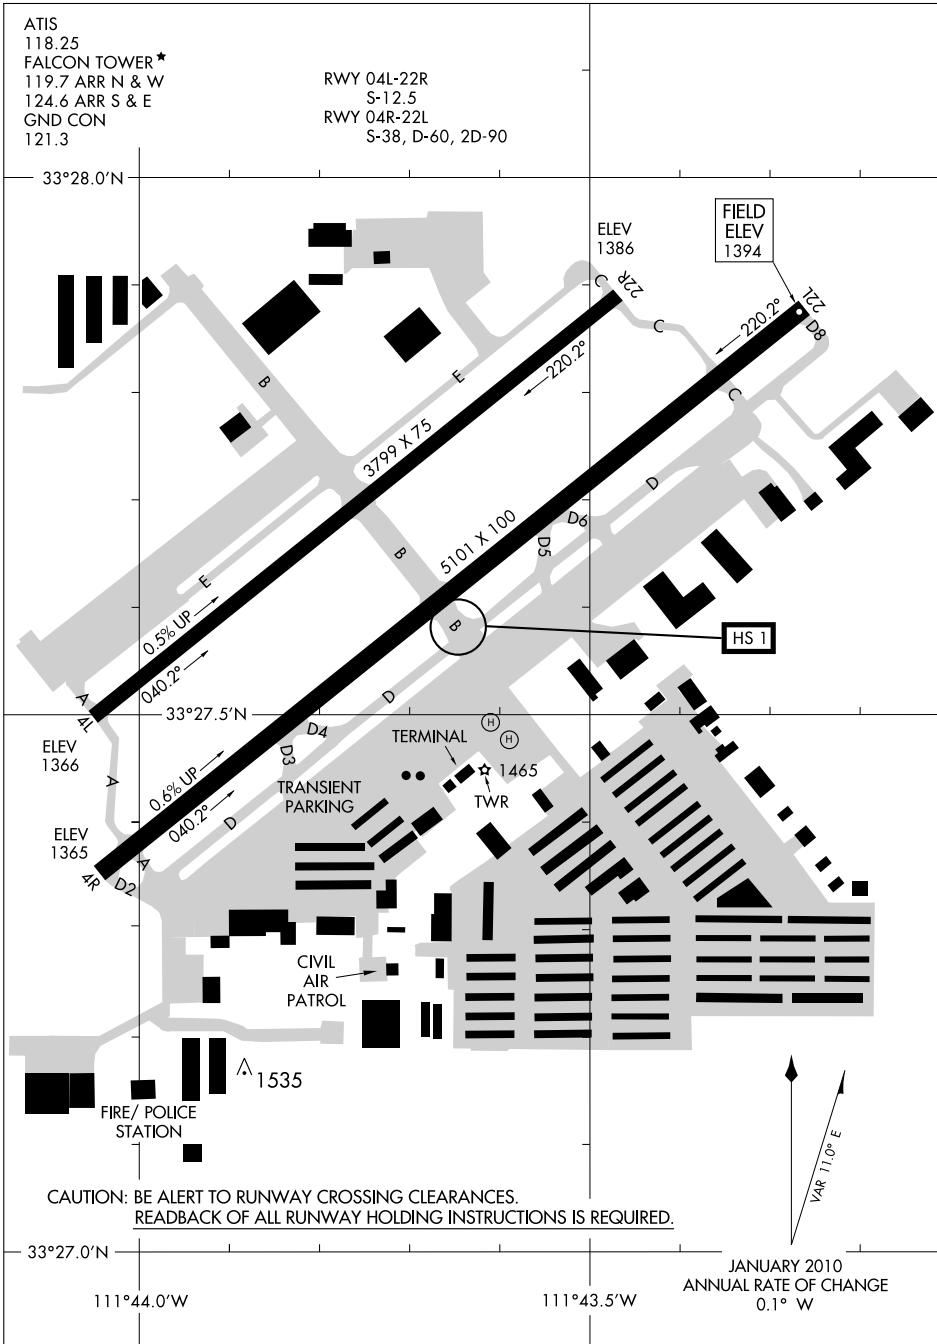 ATIS
118.25
FALCON TOWER★
119.7 ARR N & W
124.6 ARR S & E
GND CON
121.3
RWY 04L-22R
S-12.5
RWY 04R-22L
S-38, D-60, 2D-90
33°28.0'N
ELEV
1386
FIELD
ELEV
1394
C
22R
22L
220.2°
D8
C
220.2°
B
E
C
3799 X 75
D
5101 X 100
D6
D5
B
E
0.5% UP
040.2°
B
HS 1
A
4L
D
33°27.5'N
H
H
D4
D3
TERMINAL
ELEV
1366
A
0.6% UP
TRANSIENT
PARKING
1465
TWR
040.2°
D
ELEV
1365
A
4R
D2
CIVIL
AIR
PATROL
1535
FIRE/ POLICE
STATION
VAR 11.0° E
CAUTION: BE ALERT TO RUNWAY CROSSING CLEARANCES.
READBACK OF ALL RUNWAY HOLDING INSTRUCTIONS IS REQUIRED.
33°27.0'N
JANUARY 2010
ANNUAL RATE OF CHANGE
0.1° W
111°44.0'W
111°43.5'W